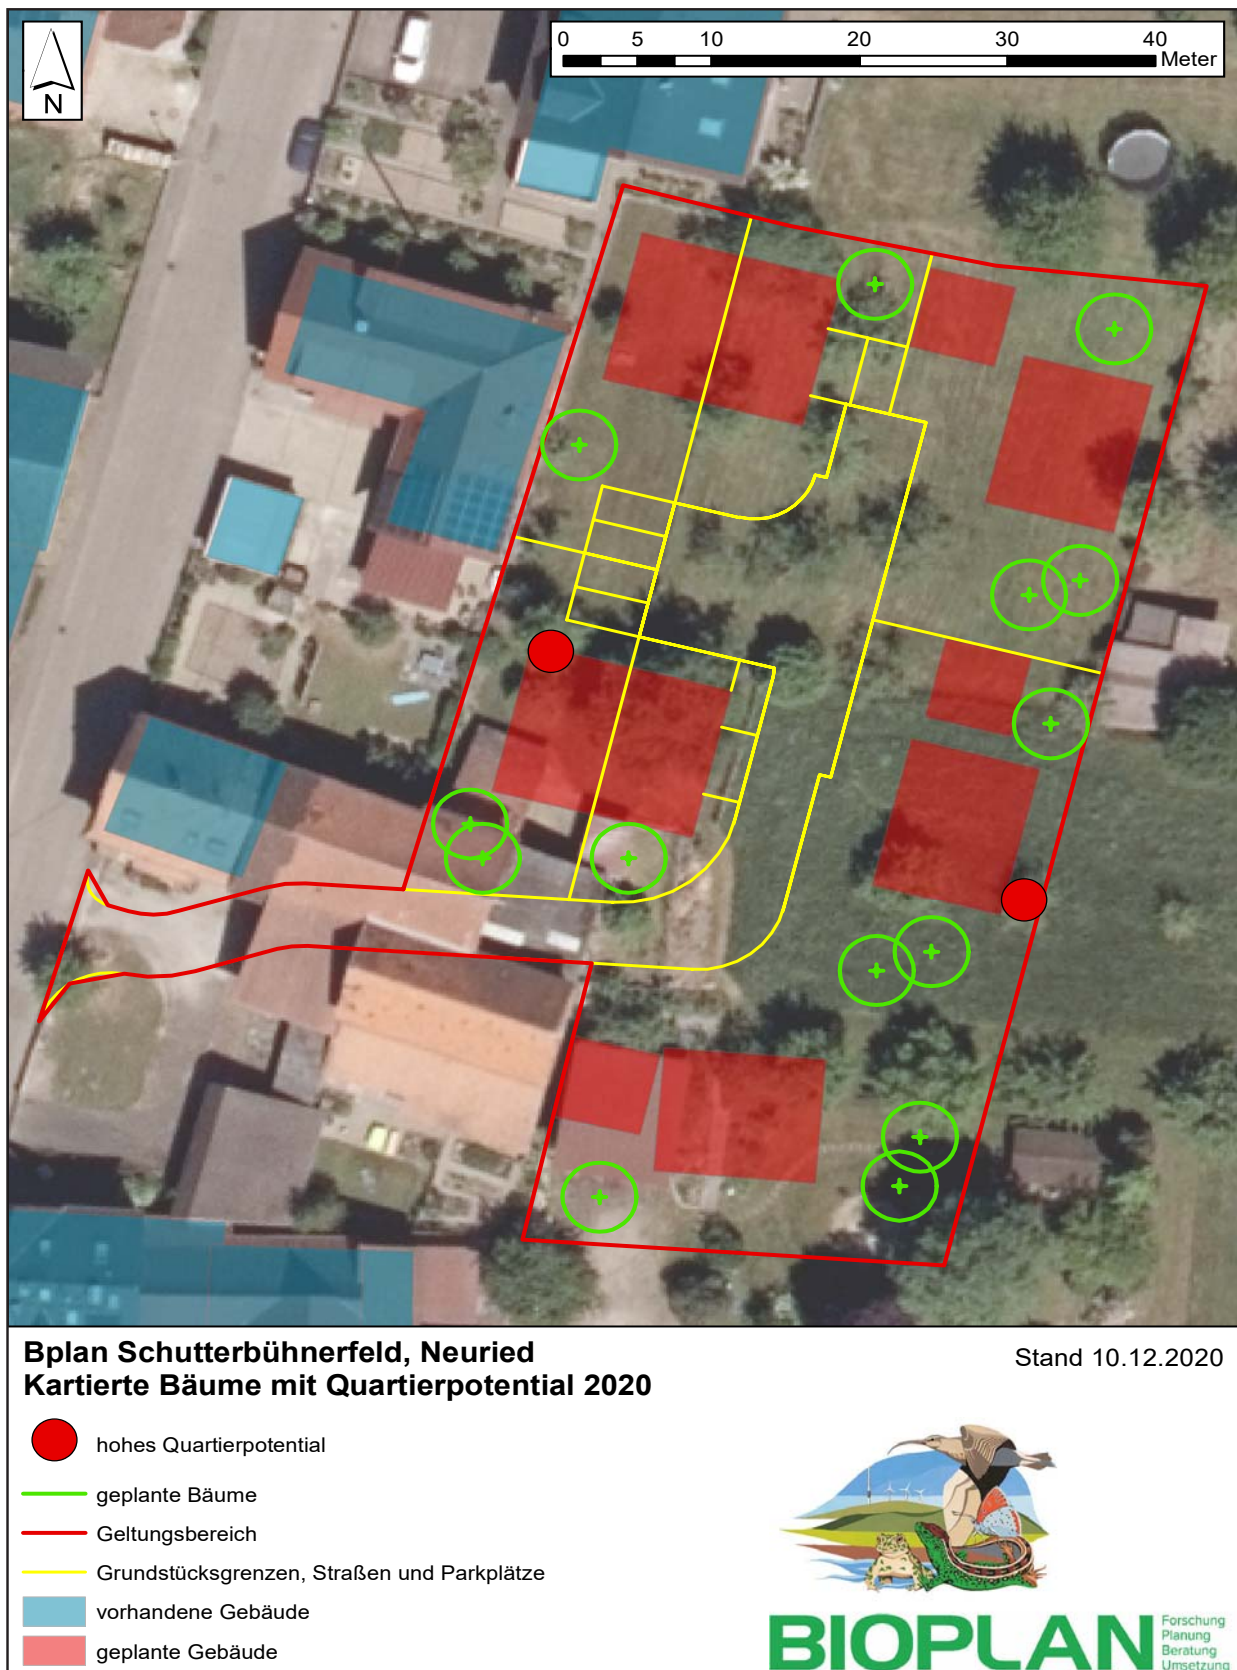 N
0 5 10 20 30 40
Meter
Bplan Schutterbühnerfeld, Neuried
Kartierte Bäume mit Quartierpotential 2020
Stand 10.12.2020
hohes Quartierpotential
geplante Bäume
Geltungsbereich
Grundstücksgrenzen, Straßen und Parkplätze
vorhandene Gebäude
geplante Gebäude
BIOPLAN
Forschung
Planung
Beratung
Umsetzung